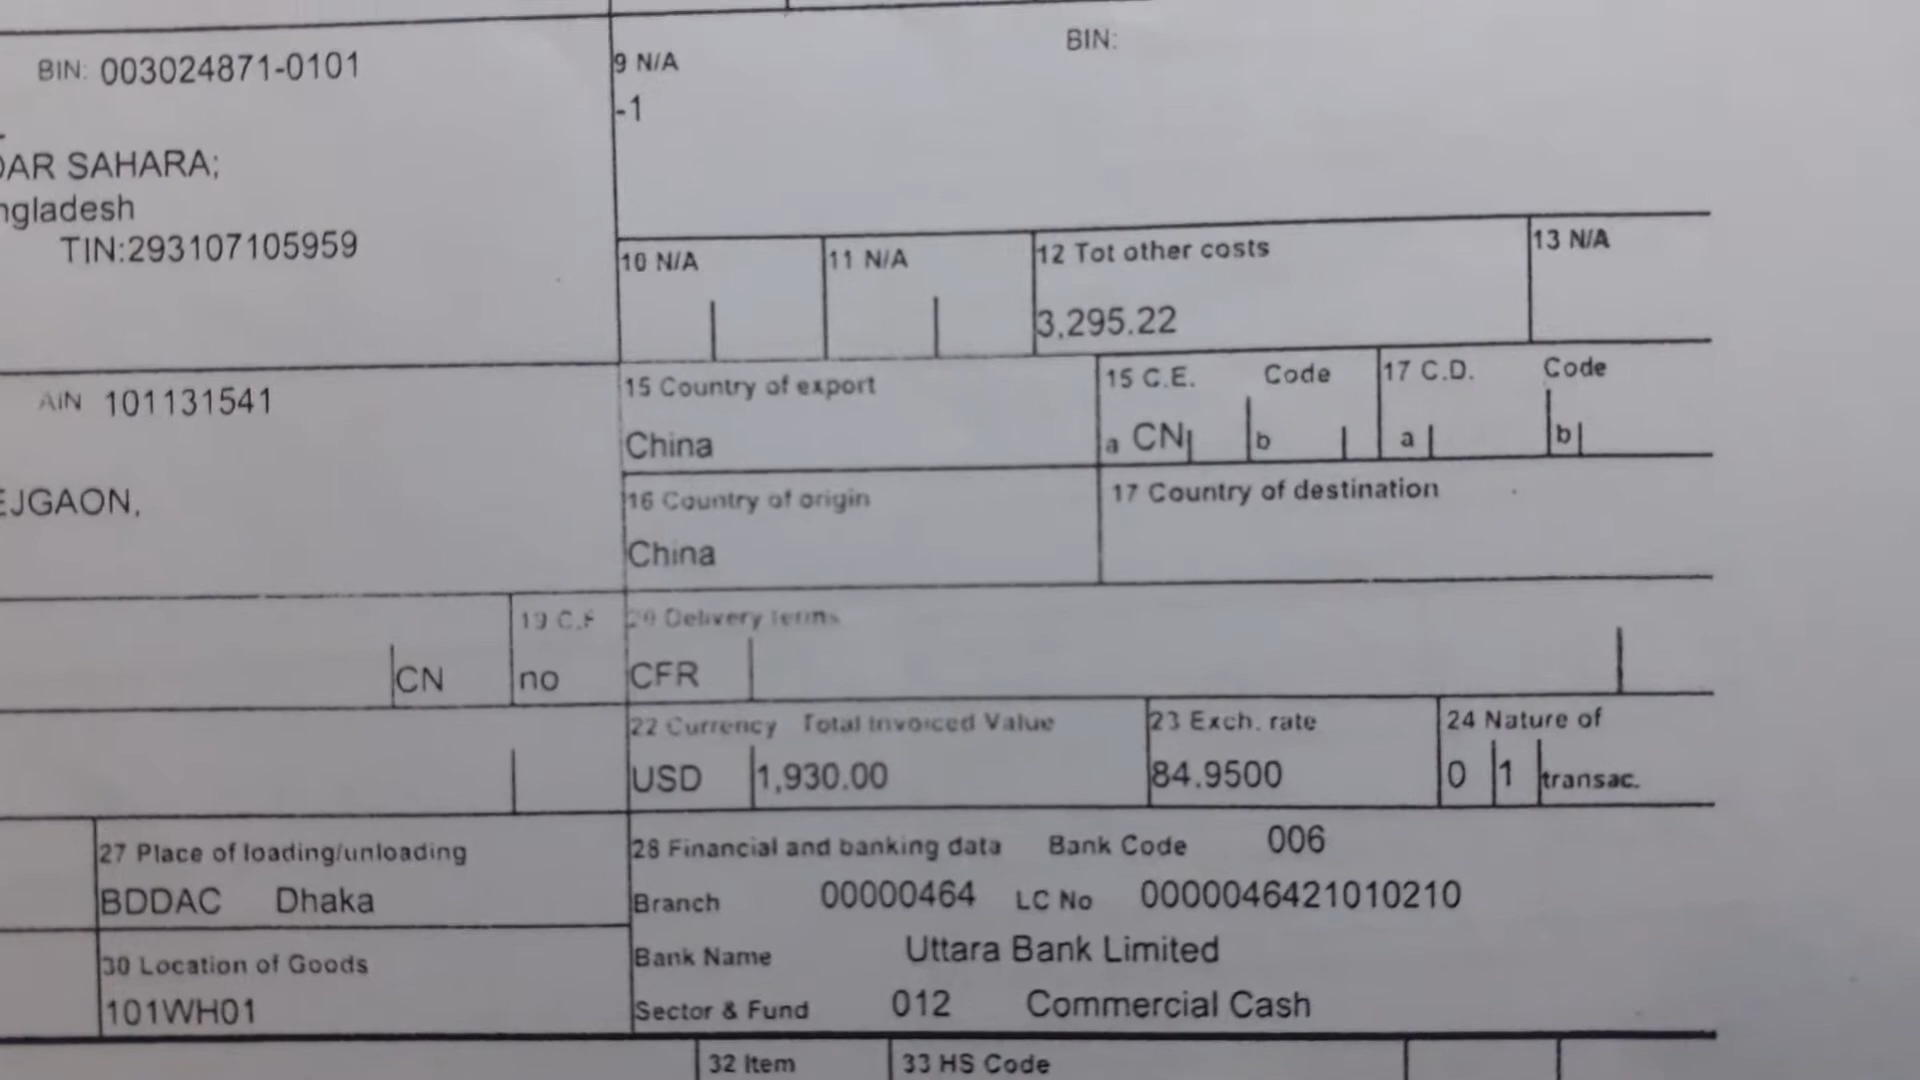 BIN: 003024871-0101
9 N/A
BIN:
-1
DAR SAHARA;
ngladesh
TIN:293107105959
10 N/A
11 N/A
12 Tot other costs
13 N/A
3,295.22
AIN 101131541
15 Country of export
15 C.E. Code
17 C.D. Code
China
a CN
b
a
b
EJGAON,
16 Country of origin
17 Country of destination
China
19 C.F
20 Delivery terms
CN
no
CFR
22 Currency Total Invoiced Value
23 Exch. rate
24 Nature of
USD
1,930.00
84.9500
0 1 transac.
27 Place of loading/unloading
28 Financial and banking data Bank Code 006
BDDAC Dhaka
Branch 00000464 LC No 0000046421010210
30 Location of Goods
Bank Name Uttara Bank Limited
101WH01
Sector & Fund 012 Commercial Cash
32 Item
33 HS Code